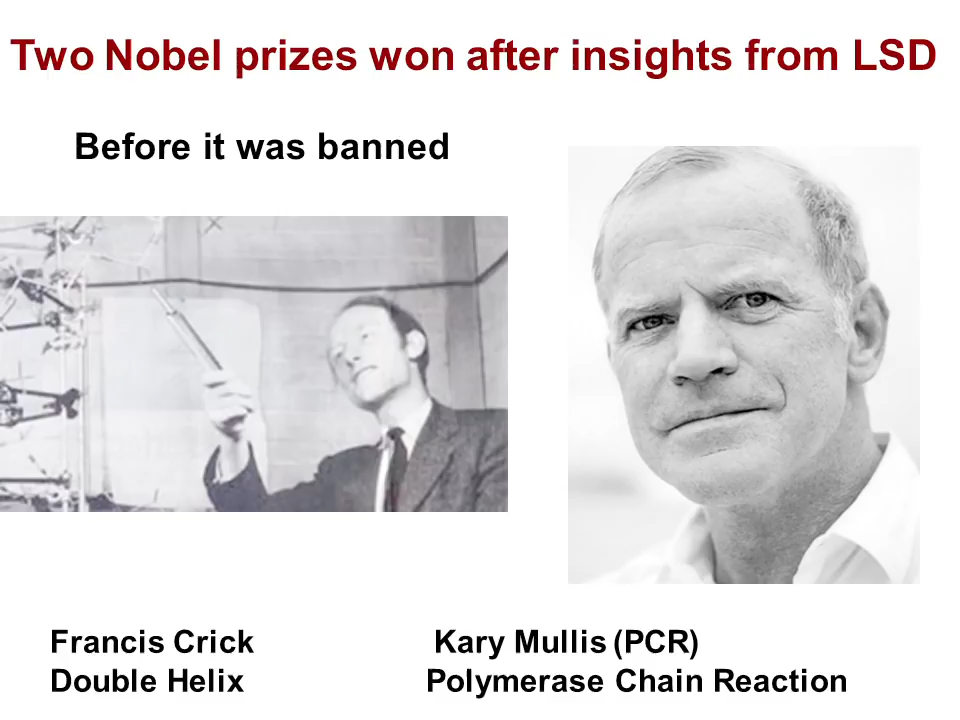 Two Nobel prizes won after insights from LSD
Before it was banned
Francis Crick
Double Helix
Kary Mullis (PCR)
Polymerase Chain Reaction